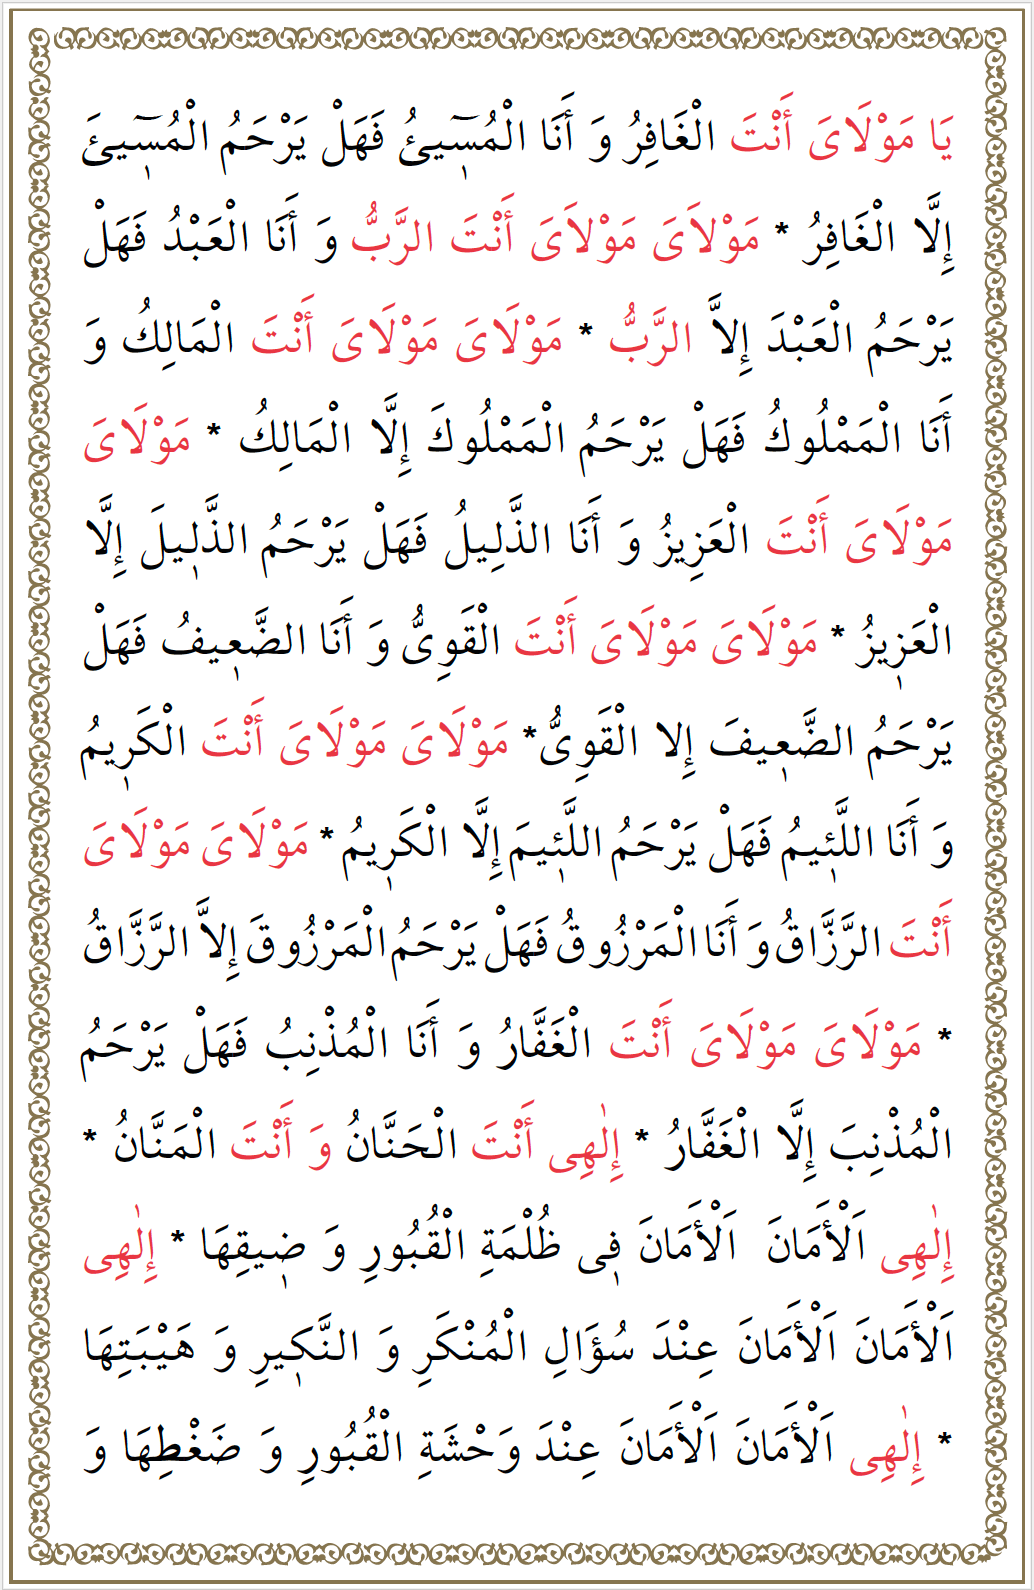 يَا مَوْلَاىَ أَنْتَ الْغَافِرُ وَ أَنَا الْمُسٖٓيئُ فَهَلْ يَرْحَمُ الْمُسٖٓيئَ
إِلَّا الْغَافِرُ * مَوْلاَىَ مَوْلاَىَ أَنْتَ الرَّبُّ وَ أَنَا الْعَبْدُ فَهَلْ
يَرْحَمُ الْعَبْدَ إِلاَّ الرَّبُّ * مَوْلَاىَ مَوْلَاىَ أَنْتَ الْمَالِكُ وَ
أَنَا الْمَمْلُوكُ فَهَلْ يَرْحَمُ الْمَمْلُوكَ إِلَّا الْمَالِكُ * مَوْلَاىَ
مَوْلَاىَ أَنْتَ الْعَزِيزُ وَ أَنَا الذَّلِيلُ فَهَلْ يَرْحَمُ الذَّلٖيلَ إِلَّا
الْعَزٖيزُ * مَوْلَاىَ مَوْلَاىَ أَنْتَ الْقَوِىُّ وَ أَنَا الضَّعٖيفُ فَهَلْ
يَرْحَمُ الضَّعٖيفَ إِلا الْقَوِىُّ* مَوْلَاىَ مَوْلَاىَ أَنْتَ الْكَرٖيمُ
وَ أَنَا اللَّئٖيمُ فَهَلْ يَرْحَمُ اللَّئٖيمَ إِلَّا الْكَرٖيمُ* مَوْلَاىَ مَوْلَاىَ
أَنْتَ الرَّزَّاقُ وَ أَنَا الْمَرْزُوقُ فَهَلْ يَرْحَمُ الْمَرْزُوقَ إِلاَّ الرَّزَّاقُ
* مَوْلَاىَ مَوْلَاىَ أَنْتَ الْغَفَّارُ وَ أَنَا الْمُذْنِبُ فَهَلْ يَرْحَمُ
الْمُذْنِبَ إِلَّا الْغَفَّارُ * إِلٰهِى أَنْتَ الْحَنَّانُ وَ أَنْتَ الْمَنَّانُ *
إِلٰهِى اَلْأَمَانَ اَلْأَمَانَ فٖى ظُلْمَةِ الْقُبُورِ وَ ضٖيقِهَا * إِلٰهِى
اَلْأَمَانَ اَلْأَمَانَ عِنْدَ سُؤَالِ الْمُنْكَرِ وَ النَّكٖيرِ وَ هَيْبَتِهَا
* إِلٰهِى اَلْأَمَانَ اَلْأَمَانَ عِنْدَ وَحْشَةِ الْقُبُورِ وَ ضَغْطِهَا وَ